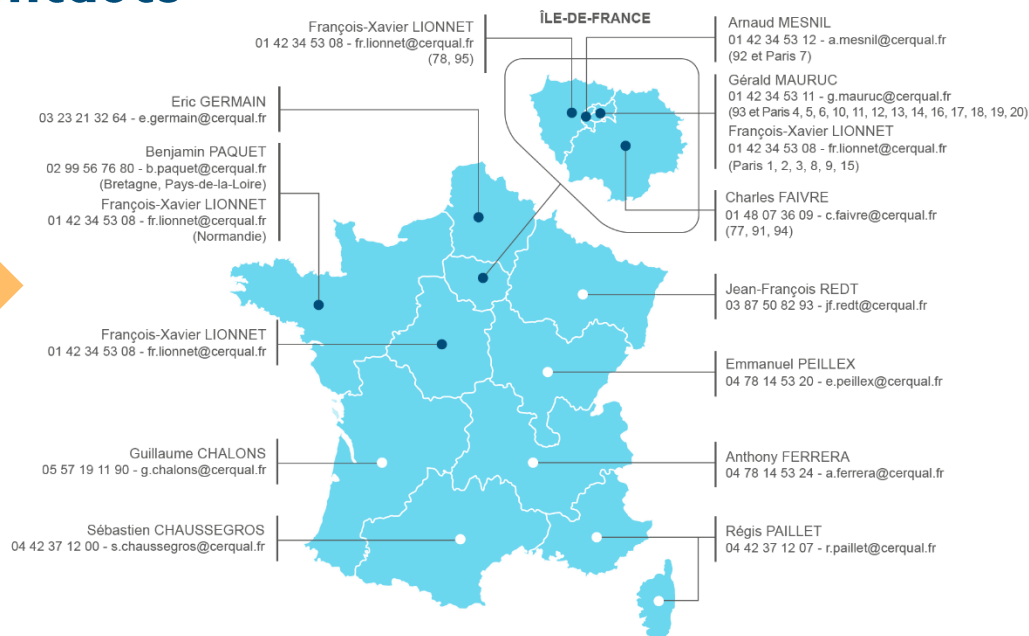 François-Xavier LIONNET
01 42 34 53 08 - fr.lionnet@cerqual.fr
(78, 95)
ÎLE-DE-FRANCE
Arnaud MESNIL
01 42 34 53 12 - a.mesnil@cerqual.fr
(92 et Paris 7)
Gérald MAURUC
01 42 34 53 11 - g.mauruc@cerqual.fr
(93 et Paris 4, 5, 6, 10, 11, 12, 13, 14, 16, 17, 18, 19, 20)
François-Xavier LIONNET
01 42 34 53 08 - fr.lionnet@cerqual.fr
(Paris 1, 2, 3, 8, 9, 15)
Charles FAIVRE
01 48 07 36 09 - c.faivre@cerqual.fr
(77, 91, 94)
Eric GERMAIN
03 23 21 32 64 - e.germain@cerqual.fr
Benjamin PAQUET
02 99 56 76 80 - b.paquet@cerqual.fr
(Bretagne, Pays-de-la-Loire)
François-Xavier LIONNET
01 42 34 53 08 - fr.lionnet@cerqual.fr
(Normandie)
François-Xavier LIONNET
01 42 34 53 08 - fr.lionnet@cerqual.fr
Guillaume CHALONS
05 57 19 11 90 - g.chalons@cerqual.fr
Sébastien CHAUSSEGROS
04 42 37 12 00 - s.chaussegros@cerqual.fr
Jean-François REDT
03 87 50 82 93 - jf.redt@cerqual.fr
Emmanuel PEILLEX
04 78 14 53 20 - e.peillex@cerqual.fr
Anthony FERRERA
04 78 14 53 24 - a.ferrera@cerqual.fr
Régis PAILLET
04 42 37 12 07 - r.paillet@cerqual.fr